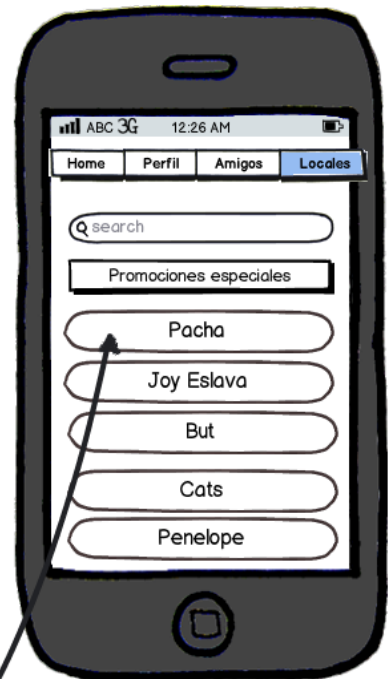 ABC 3G 12:26 AM
Home Perfil Amigos Locales
search
Promociones especiales
Pacha
Joy Eslava
But
Cats
Penelope